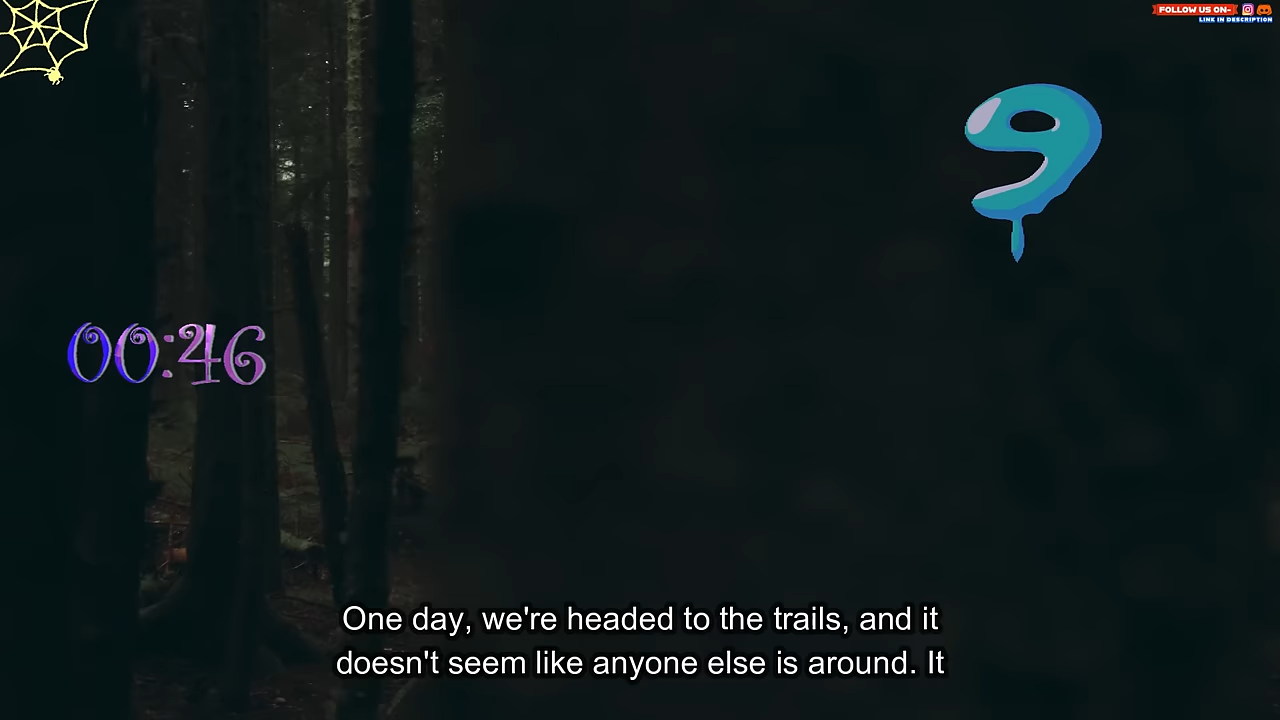 FOLLOW US ON-
LINK IN DESCRIPTION
9
00:46
One day, we're headed to the trails, and it
doesn't seem like anyone else is around. It